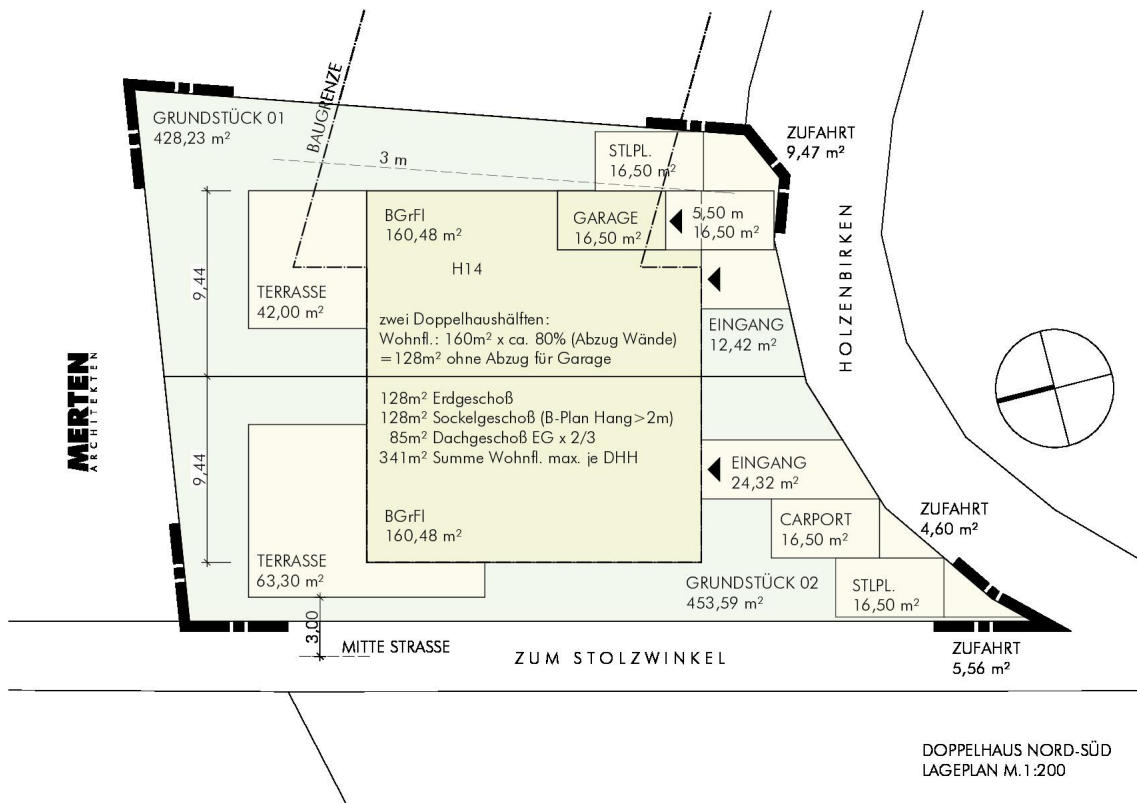 GRUNDSTÜCK 01
428,23 m²
BAUGRENZE
3 m
STLPL.
16,50 m²
ZUFAHRT
9,47 m²
BGrFl
160,48 m²
GARAGE
16,50 m²
5,50 m
16,50 m²
H14
HOLZENBIRKEN
9,44
TERRASSE
42,00 m²
zwei Doppelhaushälften:
Wohnfl.: 160m² x ca. 80% (Abzug Wände)
=128m² ohne Abzug für Garage
EINGANG
12,42 m²
MERTEN
ARCHITEKTEN
128m² Erdgeschoß
128m² Sockelgeschoß (B-Plan Hang>2m)
85m² Dachgeschoß EG x 2/3
341m² Summe Wohnfl. max. je DHH
9,44
EINGANG
24,32 m²
BGrFl
160,48 m²
CARPORT
16,50 m²
ZUFAHRT
4,60 m²
TERRASSE
63,30 m²
GRUNDSTÜCK 02
453,59 m²
STLPL.
16,50 m²
3,00
MITTE STRASSE
ZUM STOLZWINKEL
ZUFAHRT
5,56 m²
DOPPELHAUS NORD-SÜD
LAGEPLAN M.1:200